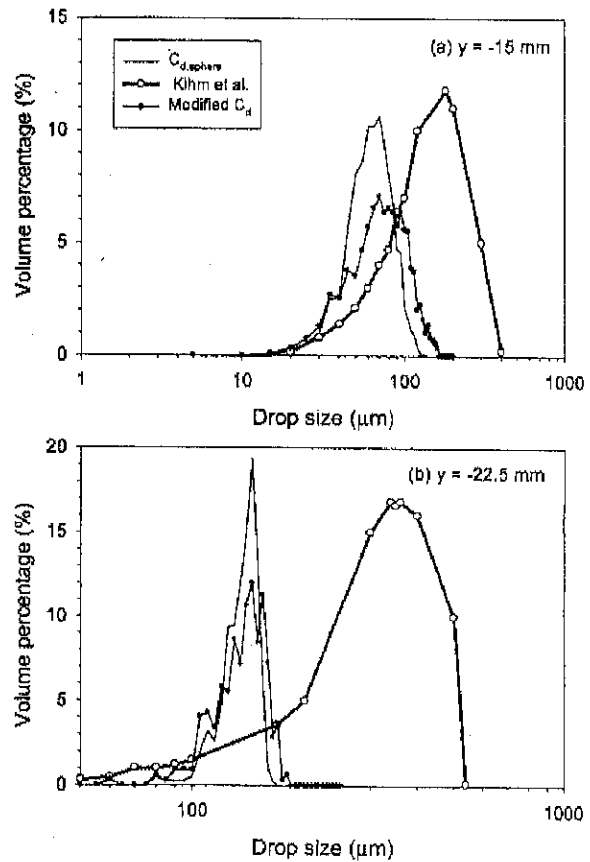 15
10
5
0
(a) y = -15 mm
C_d,sphere
Kihm et al.
Modified C_d
Volume percentage (%)
1 10 100 1000
Drop size (μm)
20
15
10
5
0
(b) y = -22.5 mm
Volume percentage (%)
100 1000
Drop size (μm)